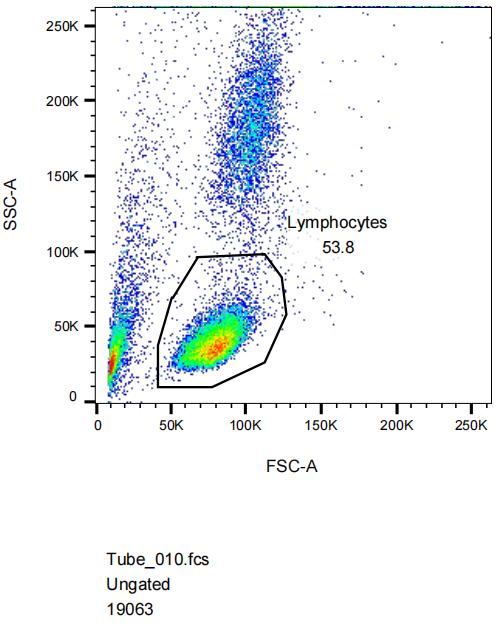 250K
200K
150K
100K
50K
0
SSC-A
Lymphocytes
53.8
0
50K
100K
150K
200K
250K
FSC-A
Tube_010.fcs
Ungated
19063